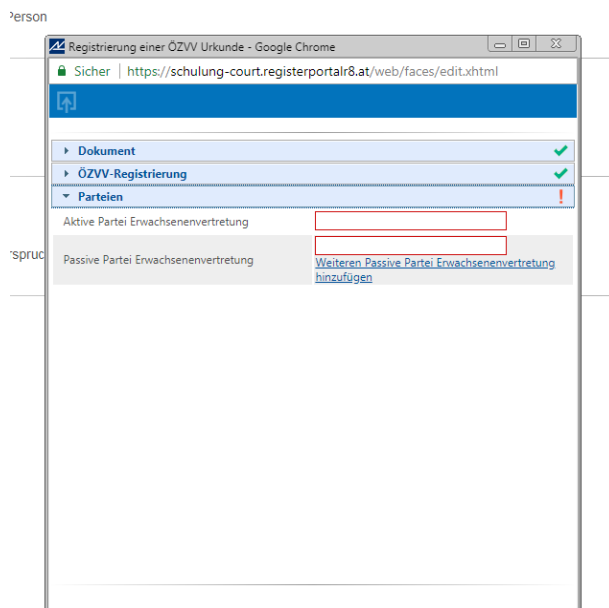 Person
Registrierung einer ÖZVV Urkunde - Google Chrome
Sicher | https://schulung-court.registerportalr8.at/web/faces/edit.xhtml
Dokument
ÖZVV-Registrierung
Parteien
Aktive Partei Erwachsenenvertretung
Passive Partei Erwachsenenvertretung
Weiteren Passive Partei Erwachsenenvertretung
hinzufügen
rspruc